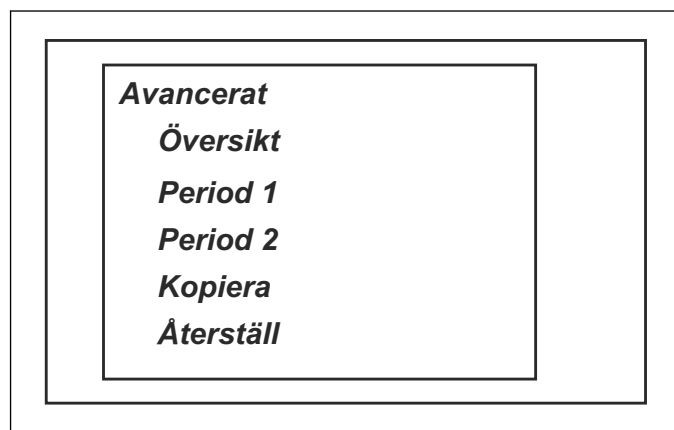 Avancerat
Översikt
Period 1
Period 2
Kopiera
Återställ